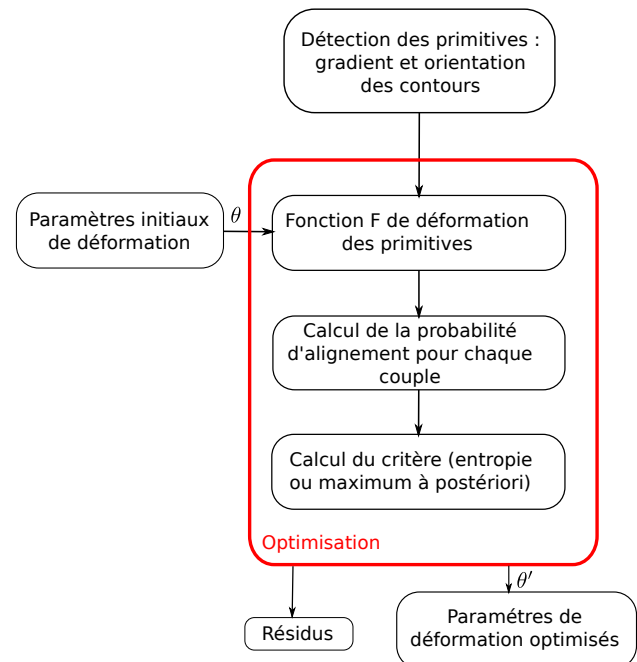 Détection des primitives :
gradient et orientation
des contours
Paramètres initiaux
de déformation
θ
Fonction F de déformation
des primitives
Calcul de la probabilité
d'alignement pour chaque
couple
Calcul du critère (entropie
ou maximum à postériori)
Optimisation
θ′
Résidus
Paramétres de
déformation optimisés